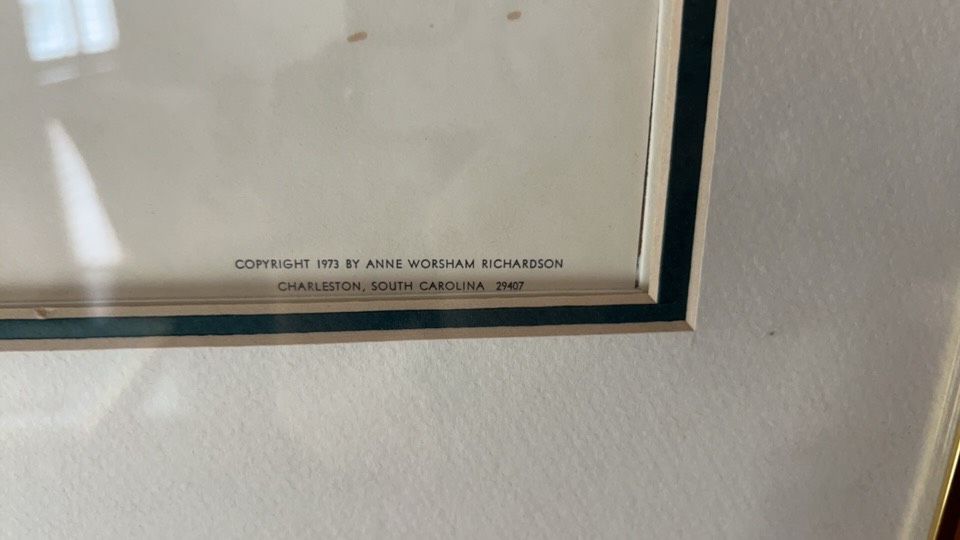 COPYRIGHT 1973 BY ANNE WORSHAM RICHARDSON
CHARLESTON, SOUTH CAROLINA 29407